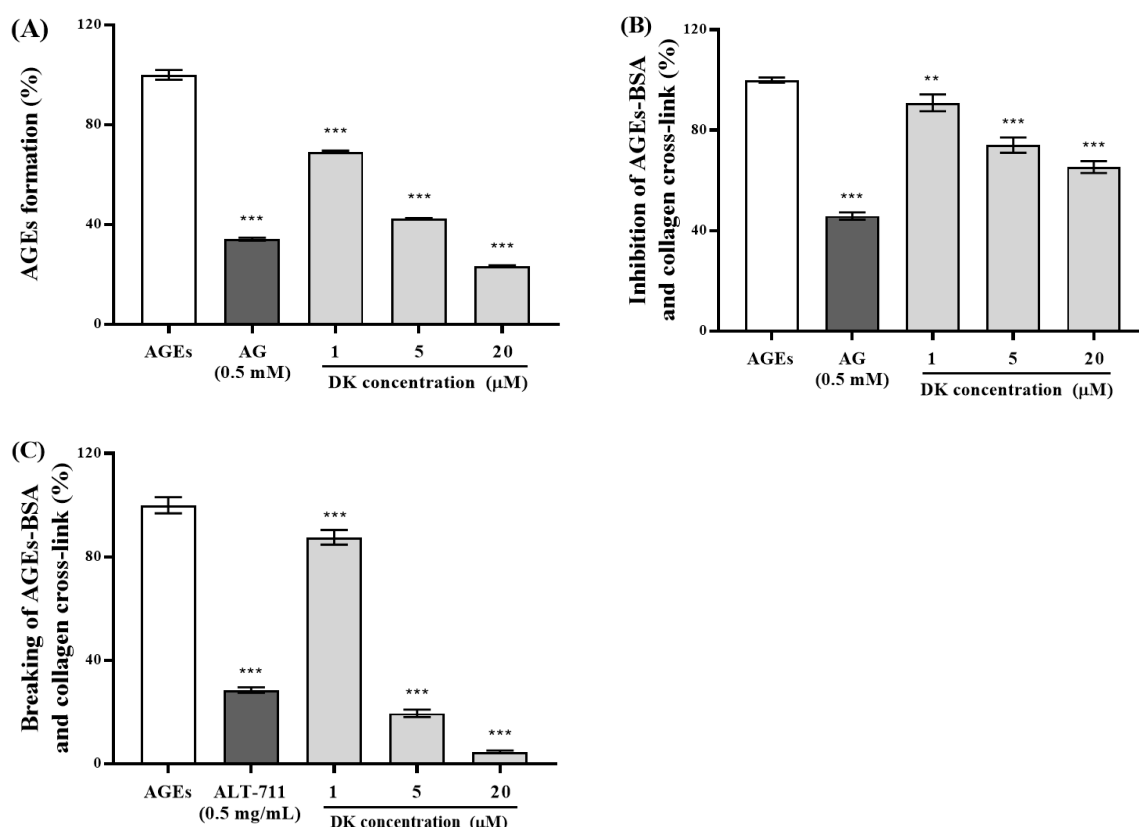 (A)
AGEs formation (%)
120
80
40
0
***
***
***
***
AGEs
AG
(0.5 mM)
1
5
20
DK concentration (μM)
(B)
Inhibition of AGEs-BSA
and collagen cross-link (%)
120
80
40
0
***
**
***
***
AGEs
AG
(0.5 mM)
1
5
20
DK concentration (μM)
(C)
Breaking of AGEs-BSA
and collagen cross-link (%)
120
80
40
0
***
***
***
***
AGEs
ALT-711
(0.5 mg/mL)
1
5
20
DK concentration (μM)